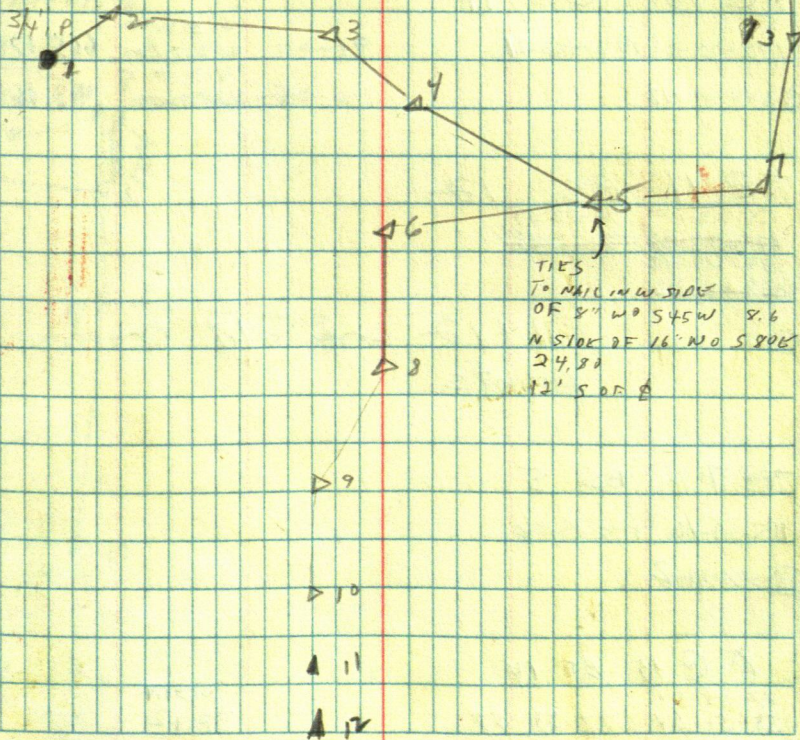 3/4" I.P.
1
2
3
4
5
6
7
13
8
9
10
11
12
TIES
TO NAIL IN W SIDE
OF 8" WO S45W 8.6
N SIDE OF 16" WO S80E
24.80
12' S OF ℄